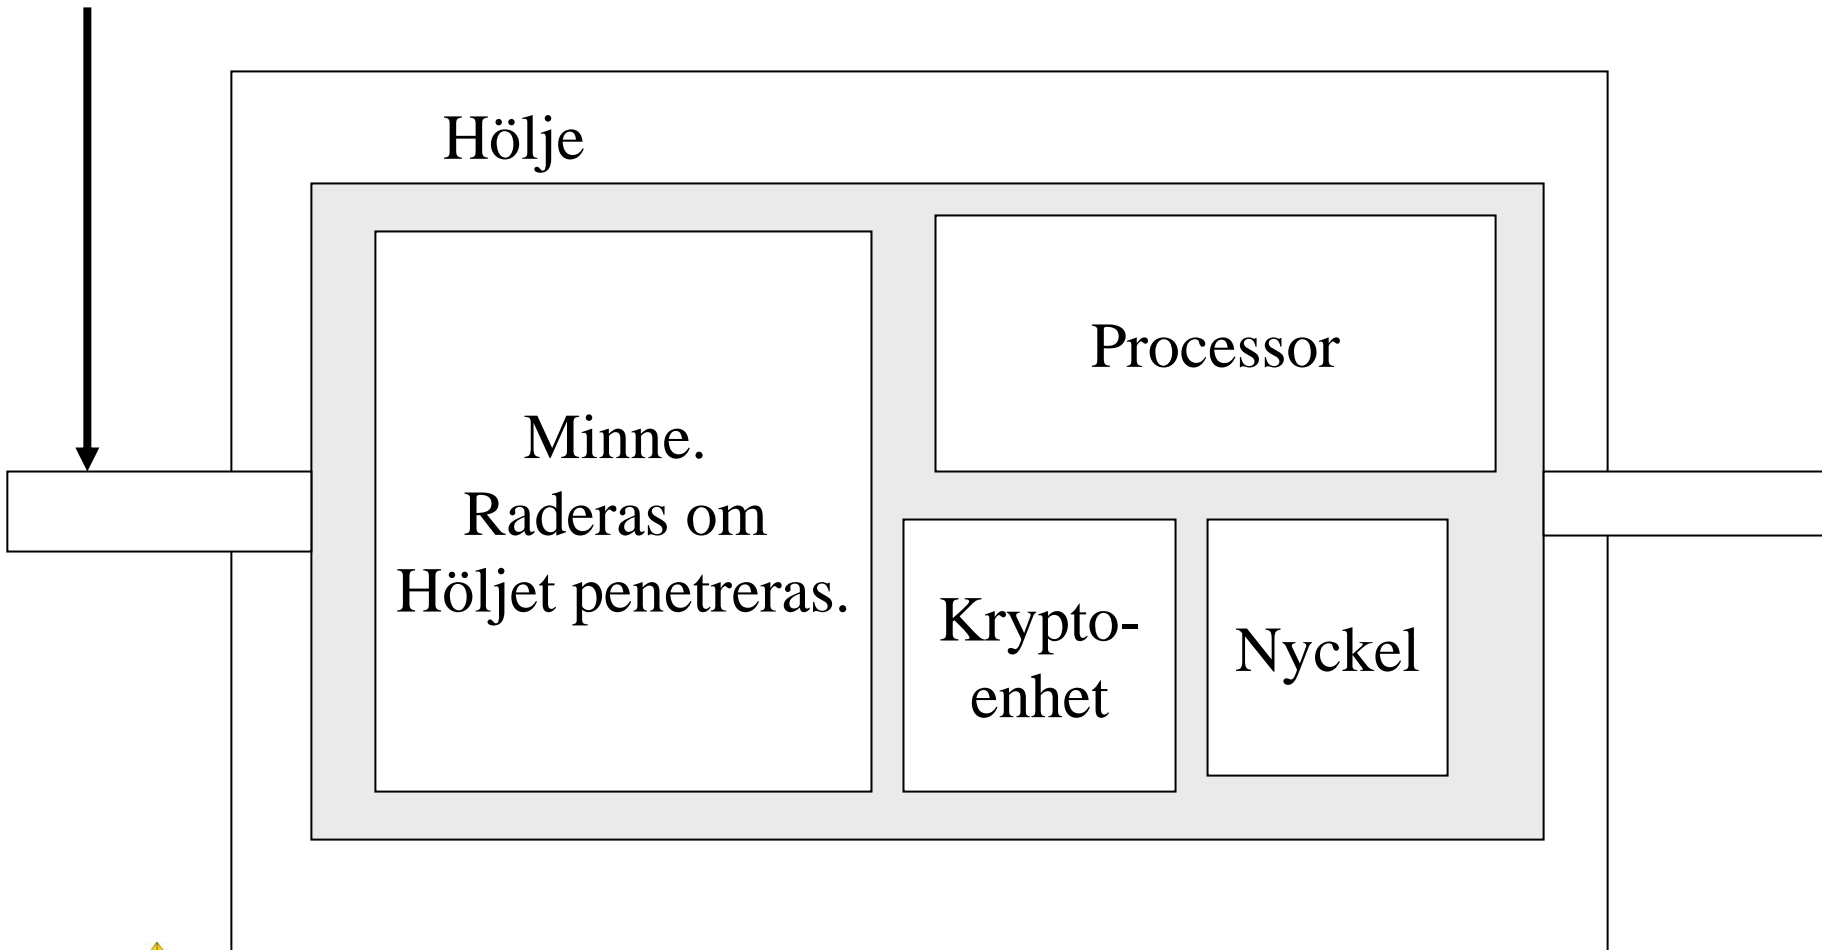 Hölje
Processor
Minne.
Raderas om
Höljet penetreras.
Krypto-
enhet
Nyckel